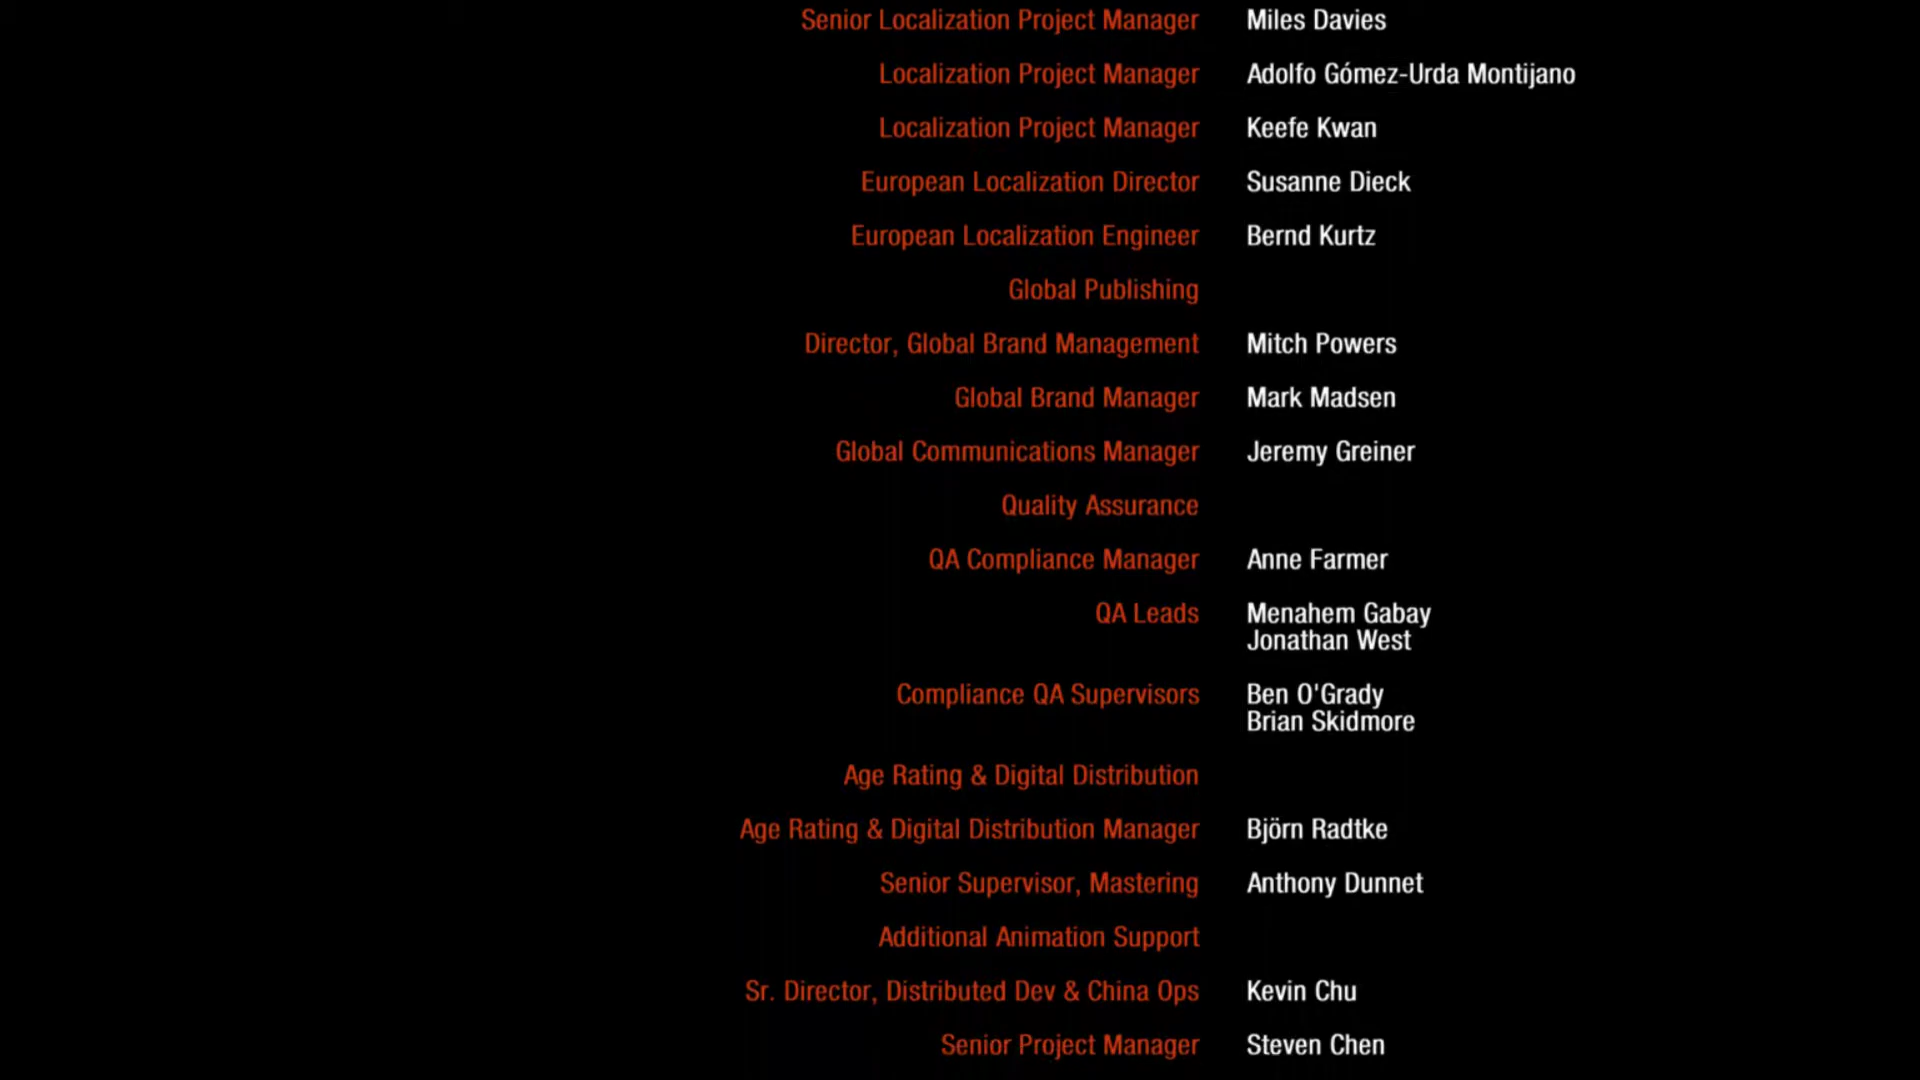 Senior Localization Project Manager Miles Davies
Localization Project Manager Adolfo Gómez-Urda Montijano
Localization Project Manager Keefe Kwan
European Localization Director Susanne Dieck
European Localization Engineer Bernd Kurtz
Global Publishing
Director, Global Brand Management Mitch Powers
Global Brand Manager Mark Madsen
Global Communications Manager Jeremy Greiner
Quality Assurance
QA Compliance Manager Anne Farmer
QA Leads Menahem Gabay
Jonathan West
Compliance QA Supervisors Ben O'Grady
Brian Skidmore
Age Rating & Digital Distribution
Age Rating & Digital Distribution Manager Björn Radtke
Senior Supervisor, Mastering Anthony Dunnet
Additional Animation Support
Sr. Director, Distributed Dev & China Ops Kevin Chu
Senior Project Manager Steven Chen